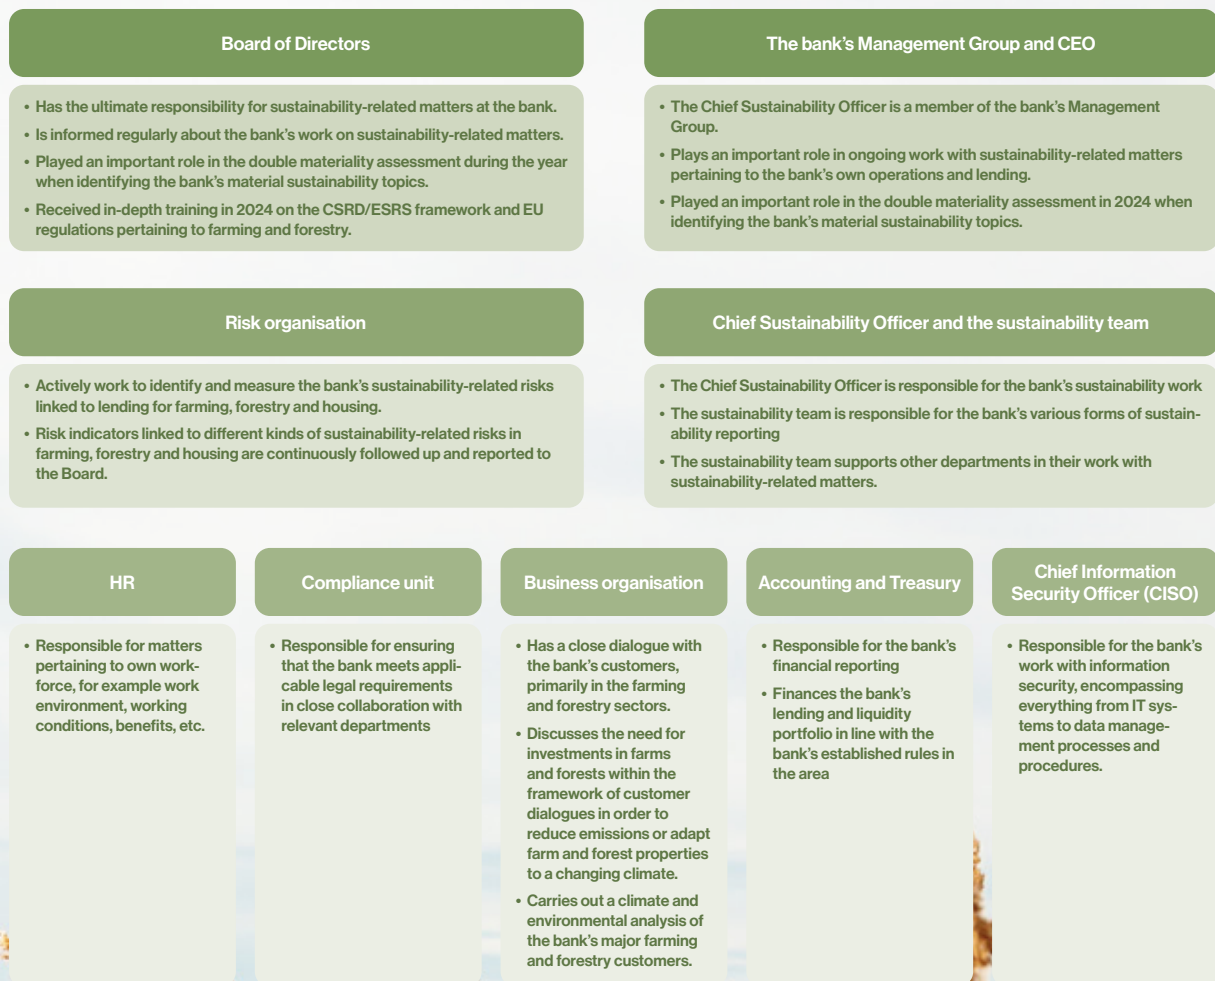 Board of Directors
• Has the ultimate responsibility for sustainability-related matters at the bank.
• Is informed regularly about the bank’s work on sustainability-related matters.
• Played an important role in the double materiality assessment during the year
when identifying the bank’s material sustainability topics.
• Received in-depth training in 2024 on the CSRD/ESRS framework and EU
regulations pertaining to farming and forestry.
The bank’s Management Group and CEO
• The Chief Sustainability Officer is a member of the bank’s Management
Group.
• Plays an important role in ongoing work with sustainability-related matters
pertaining to the bank’s own operations and lending.
• Played an important role in the double materiality assessment in 2024 when
identifying the bank’s material sustainability topics.
Risk organisation
• Actively work to identify and measure the bank’s sustainability-related risks
linked to lending for farming, forestry and housing.
• Risk indicators linked to different kinds of sustainability-related risks in
farming, forestry and housing are continuously followed up and reported to
the Board.
Chief Sustainability Officer and the sustainability team
• The Chief Sustainability Officer is responsible for the bank’s sustainability work
• The sustainability team is responsible for the bank’s various forms of sustain-
ability reporting
• The sustainability team supports other departments in their work with
sustainability-related matters.
HR
• Responsible for matters
pertaining to own work-
force, for example work
environment, working
conditions, benefits, etc.
Compliance unit
• Responsible for ensuring
that the bank meets appli-
cable legal requirements
in close collaboration with
relevant departments
Business organisation
• Has a close dialogue with
the bank’s customers,
primarily in the farming
and forestry sectors.
• Discusses the need for
investments in farms
and forests within the
framework of customer
dialogues in order to
reduce emissions or adapt
farm and forest properties
to a changing climate.
• Carries out a climate and
environmental analysis of
the bank’s major farming
and forestry customers.
Accounting and Treasury
• Responsible for the bank’s
financial reporting
• Finances the bank’s
lending and liquidity
portfolio in line with the
bank’s established rules in
the area
Chief Information
Security Officer (CISO)
• Responsible for the bank’s
work with information
security, encompassing
everything from IT sys-
tems to data manage-
ment processes and
procedures.